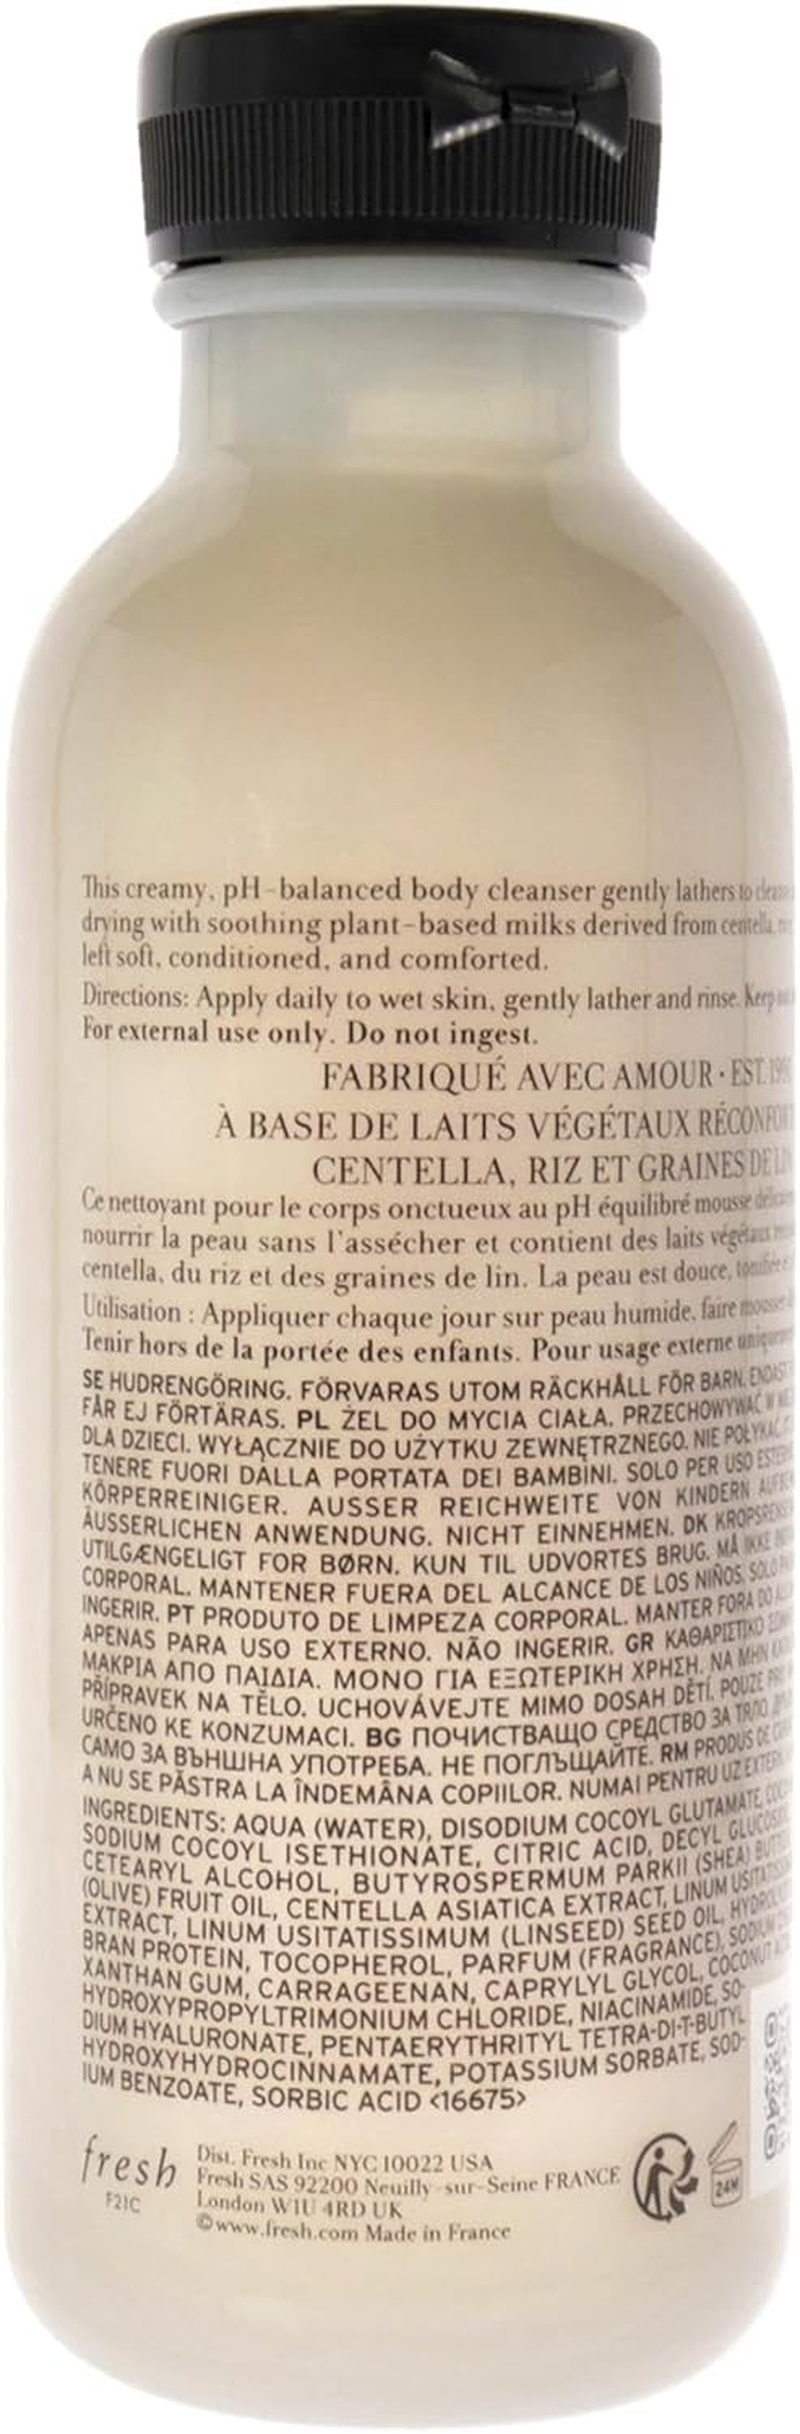 This creamy, pH-balanced body cleanser gently lathers to
drying with soothing plant-based milks derived from centella,
left soft, conditioned, and comforted.
Directions: Apply daily to wet skin, gently lather and rinse. Keep
For external use only. Do not ingest.
FABRIQUÉ AVEC AMOUR · EST.
À BASE DE LAITS VÉGÉTAUX
CENTELLA, RIZ ET GRAINES DE
Ce nettoyant pour le corps onctueux au pH équilibré mousse
nourrir la peau sans l'assécher et contient des laits végétaux
centella, du riz et des graines de lin. La peau est douce,
Utilisation : Appliquer chaque jour sur peau humide, faire mousser
Tenir hors de la portée des enfants. Pour usage externe
SE HUDRENGÖRING. FÖRVARAS UTOM RÄCKHÅLL FÖR BARN. ENDAST
FÅR EJ FÖRTÄRAS. PL ŻEL DO MYCIA CIAŁA. PRZECHOWYWAĆ W
DLA DZIECI. WYŁĄCZNIE DO UŻYTKU ZEWNĘTRZNEGO. NIE POŁYKAĆ.
TENERE FUORI DALLA PORTATA DEI BAMBINI. SOLO PER USO
KÖRPERREINIGER. AUSSER REICHWEITE VON KINDERN
ÄUSSERLICHEN ANWENDUNG. NICHT EINNEHMEN. DK
UTILGÆNGELIGT FOR BØRN. KUN TIL UDVORTES BRUG. MÅ IKKE
CORPORAL. MANTENER FUERA DEL ALCANCE DE LOS NIÑOS. SOLO
INGERIR. PT PRODUTO DE LIMPEZA CORPORAL. MANTER FORA DO
APENAS PARA USO EXTERNO. NÃO INGERIR. GR ΚΑΘΑΡΙΣΤΙΚΟ
ΜΑΚΡΙΑ ΑΠΟ ΠΑΙΔΙΑ. ΜΟΝΟ ΓΙΑ ΕΞΩΤΕΡΙΚΗ ΧΡΗΣΗ. ΝΑ ΜΗΝ
PŘÍPRAVEK NA TĚLO. UCHOVÁVEJTE MIMO DOSAH DĚTÍ. POUZE
URČENO KE KONZUMACI. BG ПОЧИСТВАЩО СРЕДСТВО ЗА ТЯЛО.
САМО ЗА ВЪНШНА УПОТРЕБА. НЕ ПОГЛЪЩАЙТЕ. RM PRODUS DE
A NU SE PĂSTRA LA ÎNDEMÂNA COPIILOR. NUMAI PENTRU UZ
INGREDIENTS: AQUA (WATER), DISODIUM COCOYL GLUTAMATE,
SODIUM COCOYL ISETHIONATE, CITRIC ACID, DECYL GLUCOSIDE,
CETEARYL ALCOHOL, BUTYROSPERMUM PARKII (SHEA) BUTTER,
(OLIVE) FRUIT OIL, CENTELLA ASIATICA EXTRACT, LINUM
EXTRACT, LINUM USITATISSIMUM (LINSEED) SEED OIL,
BRAN PROTEIN, TOCOPHEROL, PARFUM (FRAGRANCE), SODIUM
XANTHAN GUM, CARRAGEENAN, CAPRYLYL GLYCOL, COCONUT
HYDROXYPROPYLTRIMONIUM CHLORIDE, NIACINAMIDE, SO-
DIUM HYALURONATE, PENTAERYTHRITYL TETRA-DI-T-BUTYL
HYDROXYHYDROCINNAMATE, POTASSIUM SORBATE, SOD-
IUM BENZOATE, SORBIC ACID <16675>
fresh
F21C
Dist. Fresh Inc NYC 10022 USA
Fresh SAS 92200 Neuilly-sur-Seine FRANCE
London W1U 4RD UK
©www.fresh.com Made in France
24M